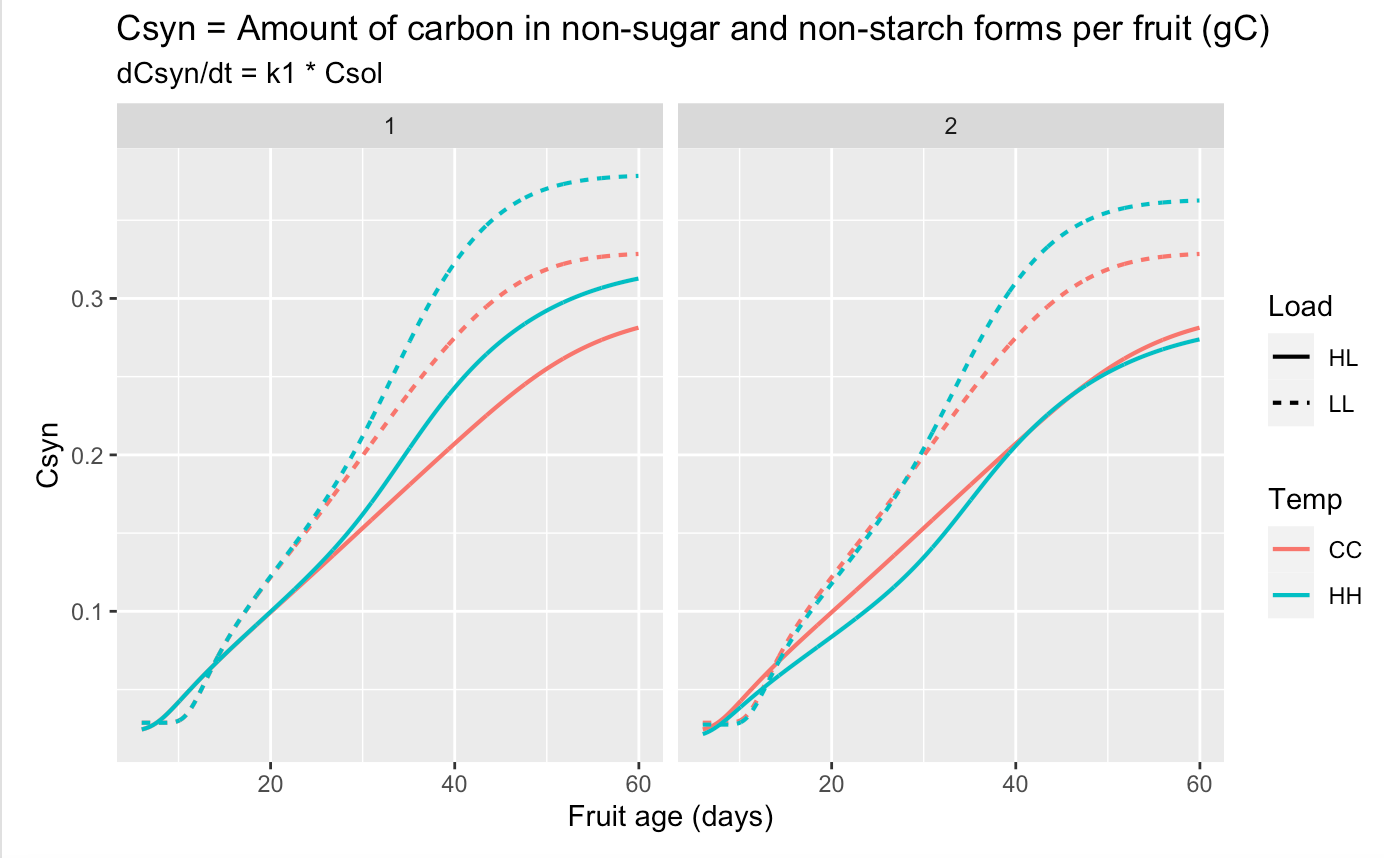 Csyn = Amount of carbon in non-sugar and non-starch forms per fruit (gC)
dCsyn/dt = k1 * Csol
1
2
Csyn
0.3
0.2
0.1
20
40
60
20
40
60
Fruit age (days)
Load
HL
LL
Temp
CC
HH